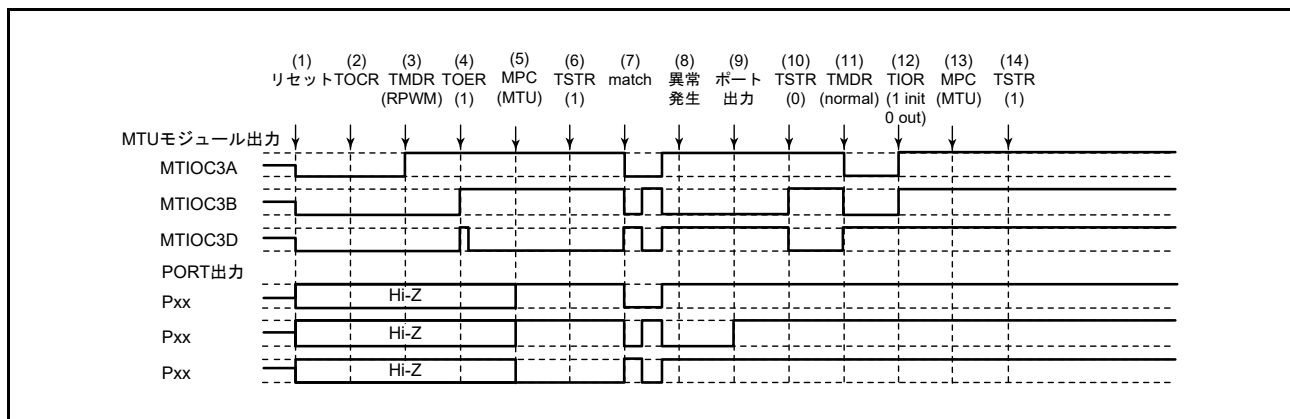 (1) (2) (3) (4) (5) (6) (7) (8) (9) (10) (11) (12) (13) (14)
リセット TOCR TMDR TOER MPC TSTR match 異常 ポート TSTR TMDR TIOR MPC TSTR
(RPWM) (1) (MTU) (1) 発生 出力 (0) (normal) (1 init (MTU) (1)
0 out)
MTUモジュール出力
MTIOC3A
MTIOC3B
MTIOC3D
PORT出力
Pxx Hi-Z
Pxx Hi-Z
Pxx Hi-Z